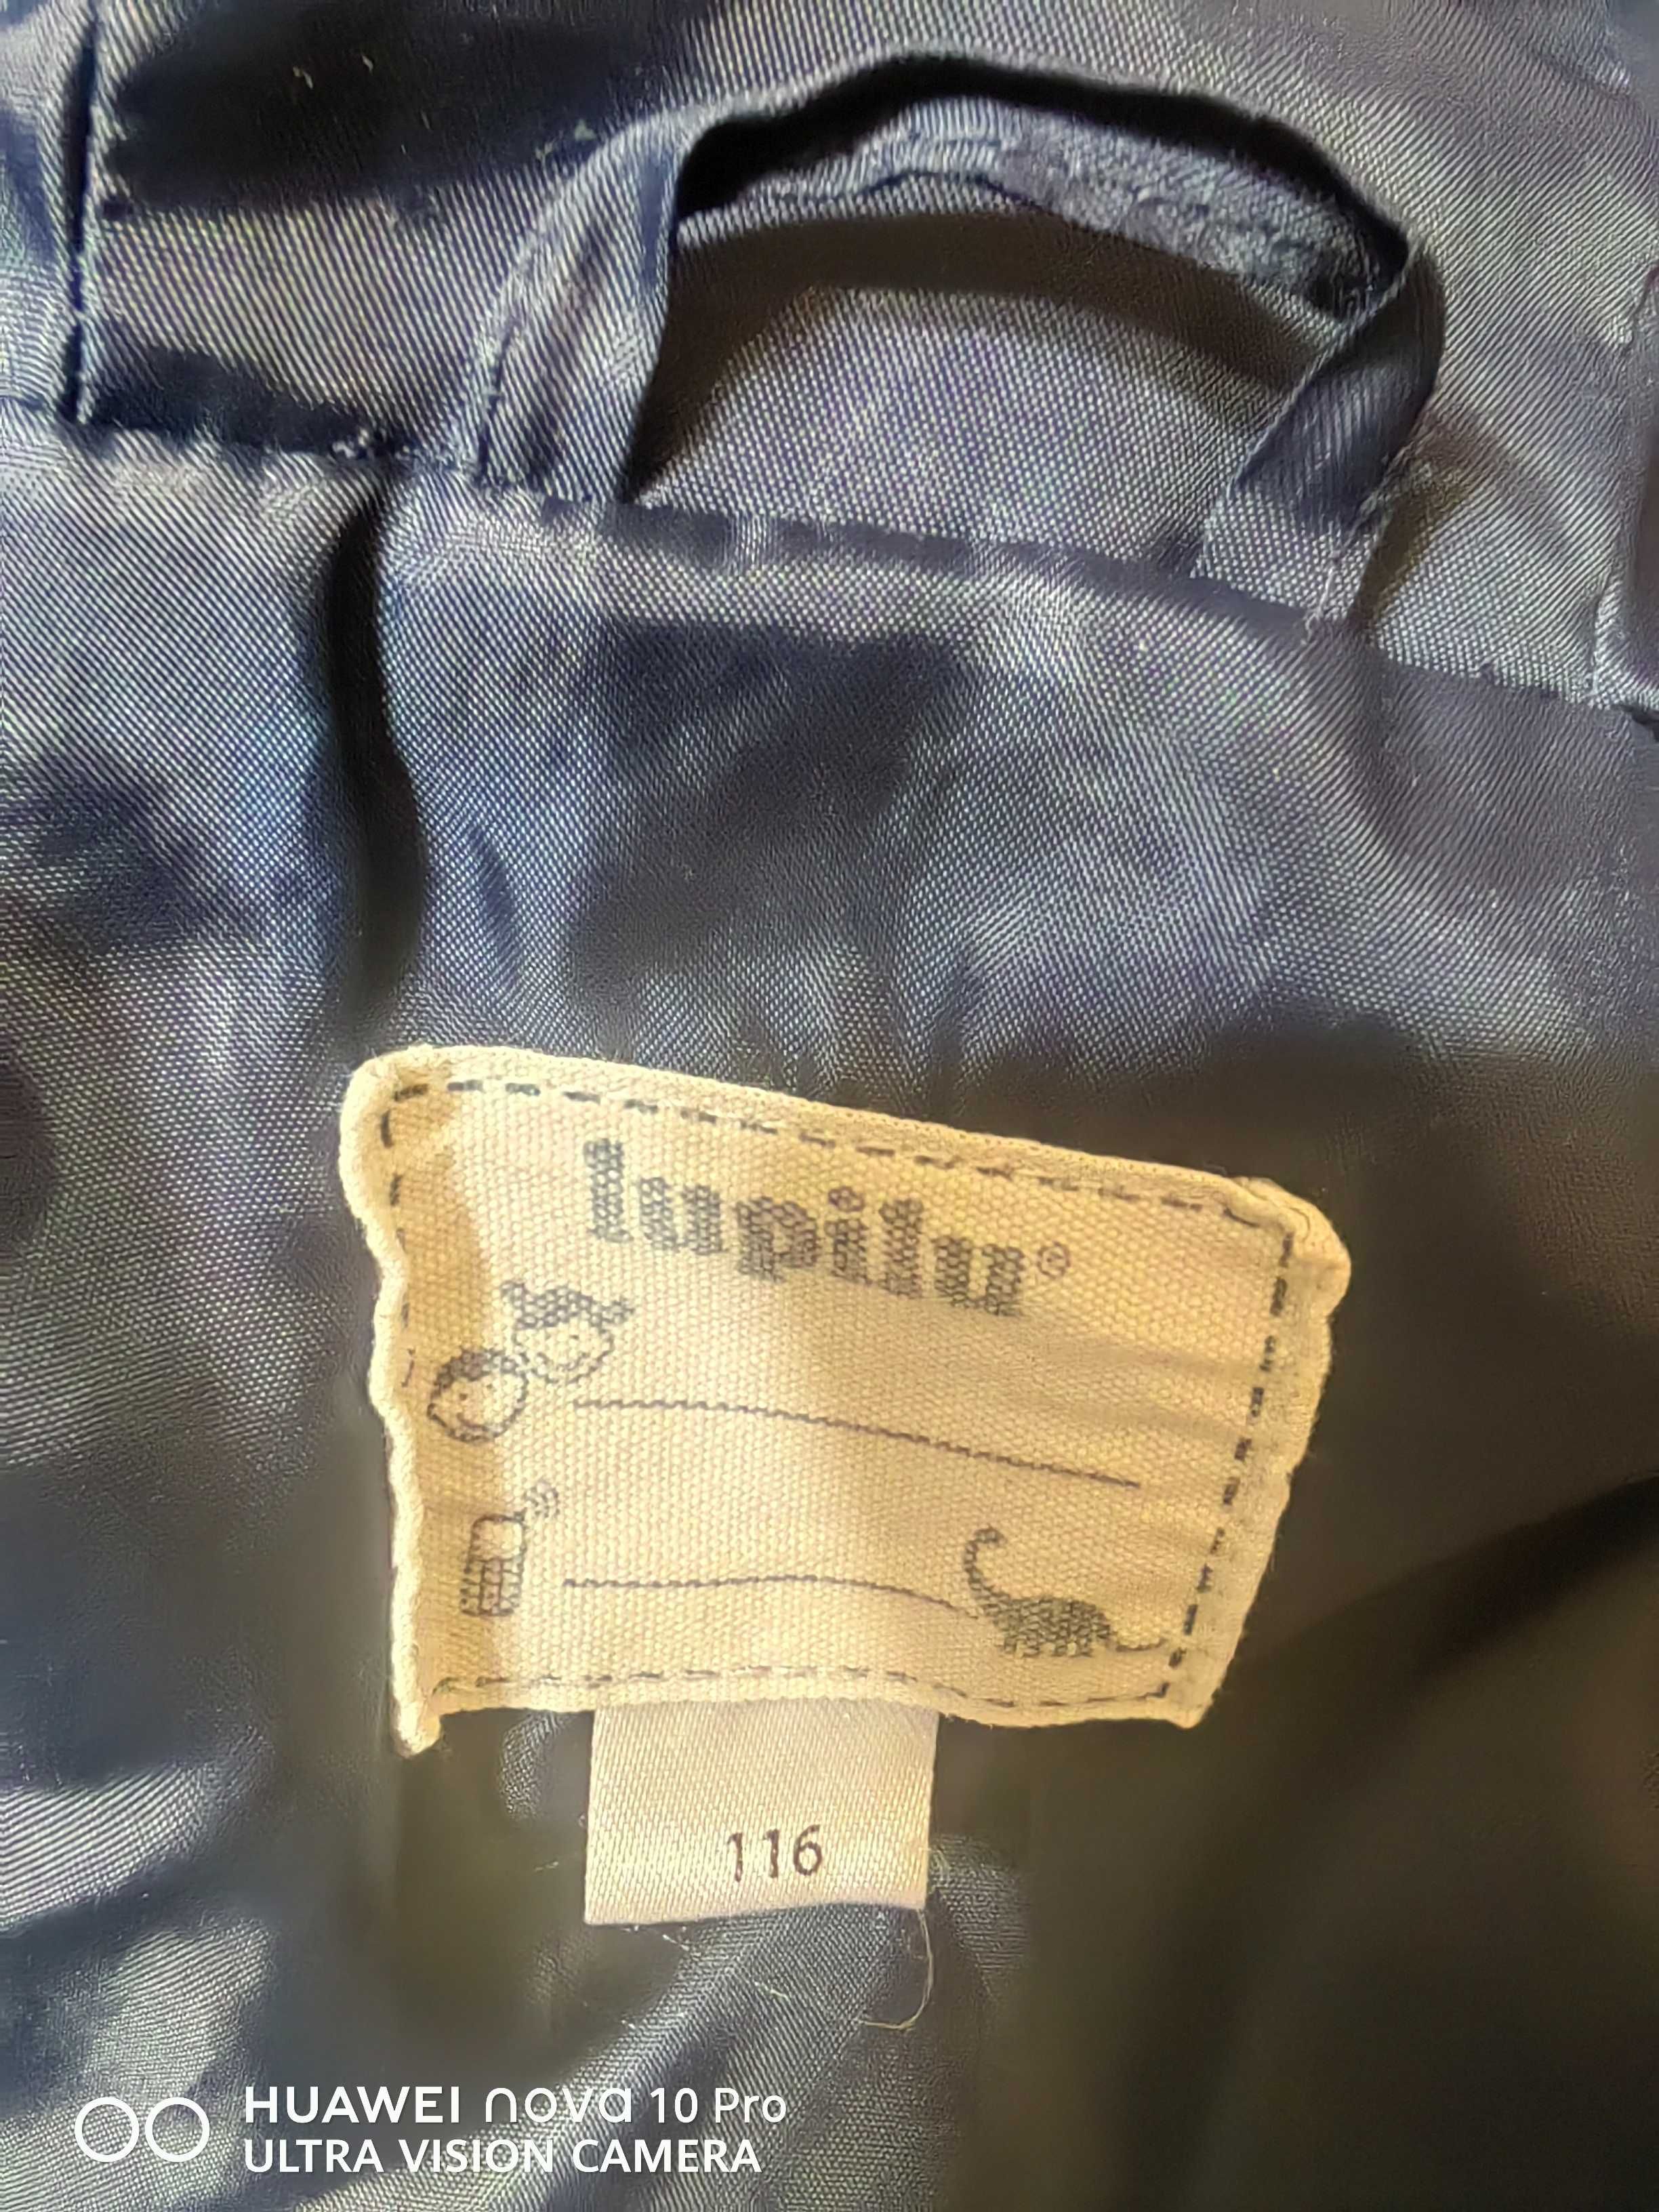 lupilu®
116
HUAWEI nova 10 Pro
ULTRA VISION CAMERA